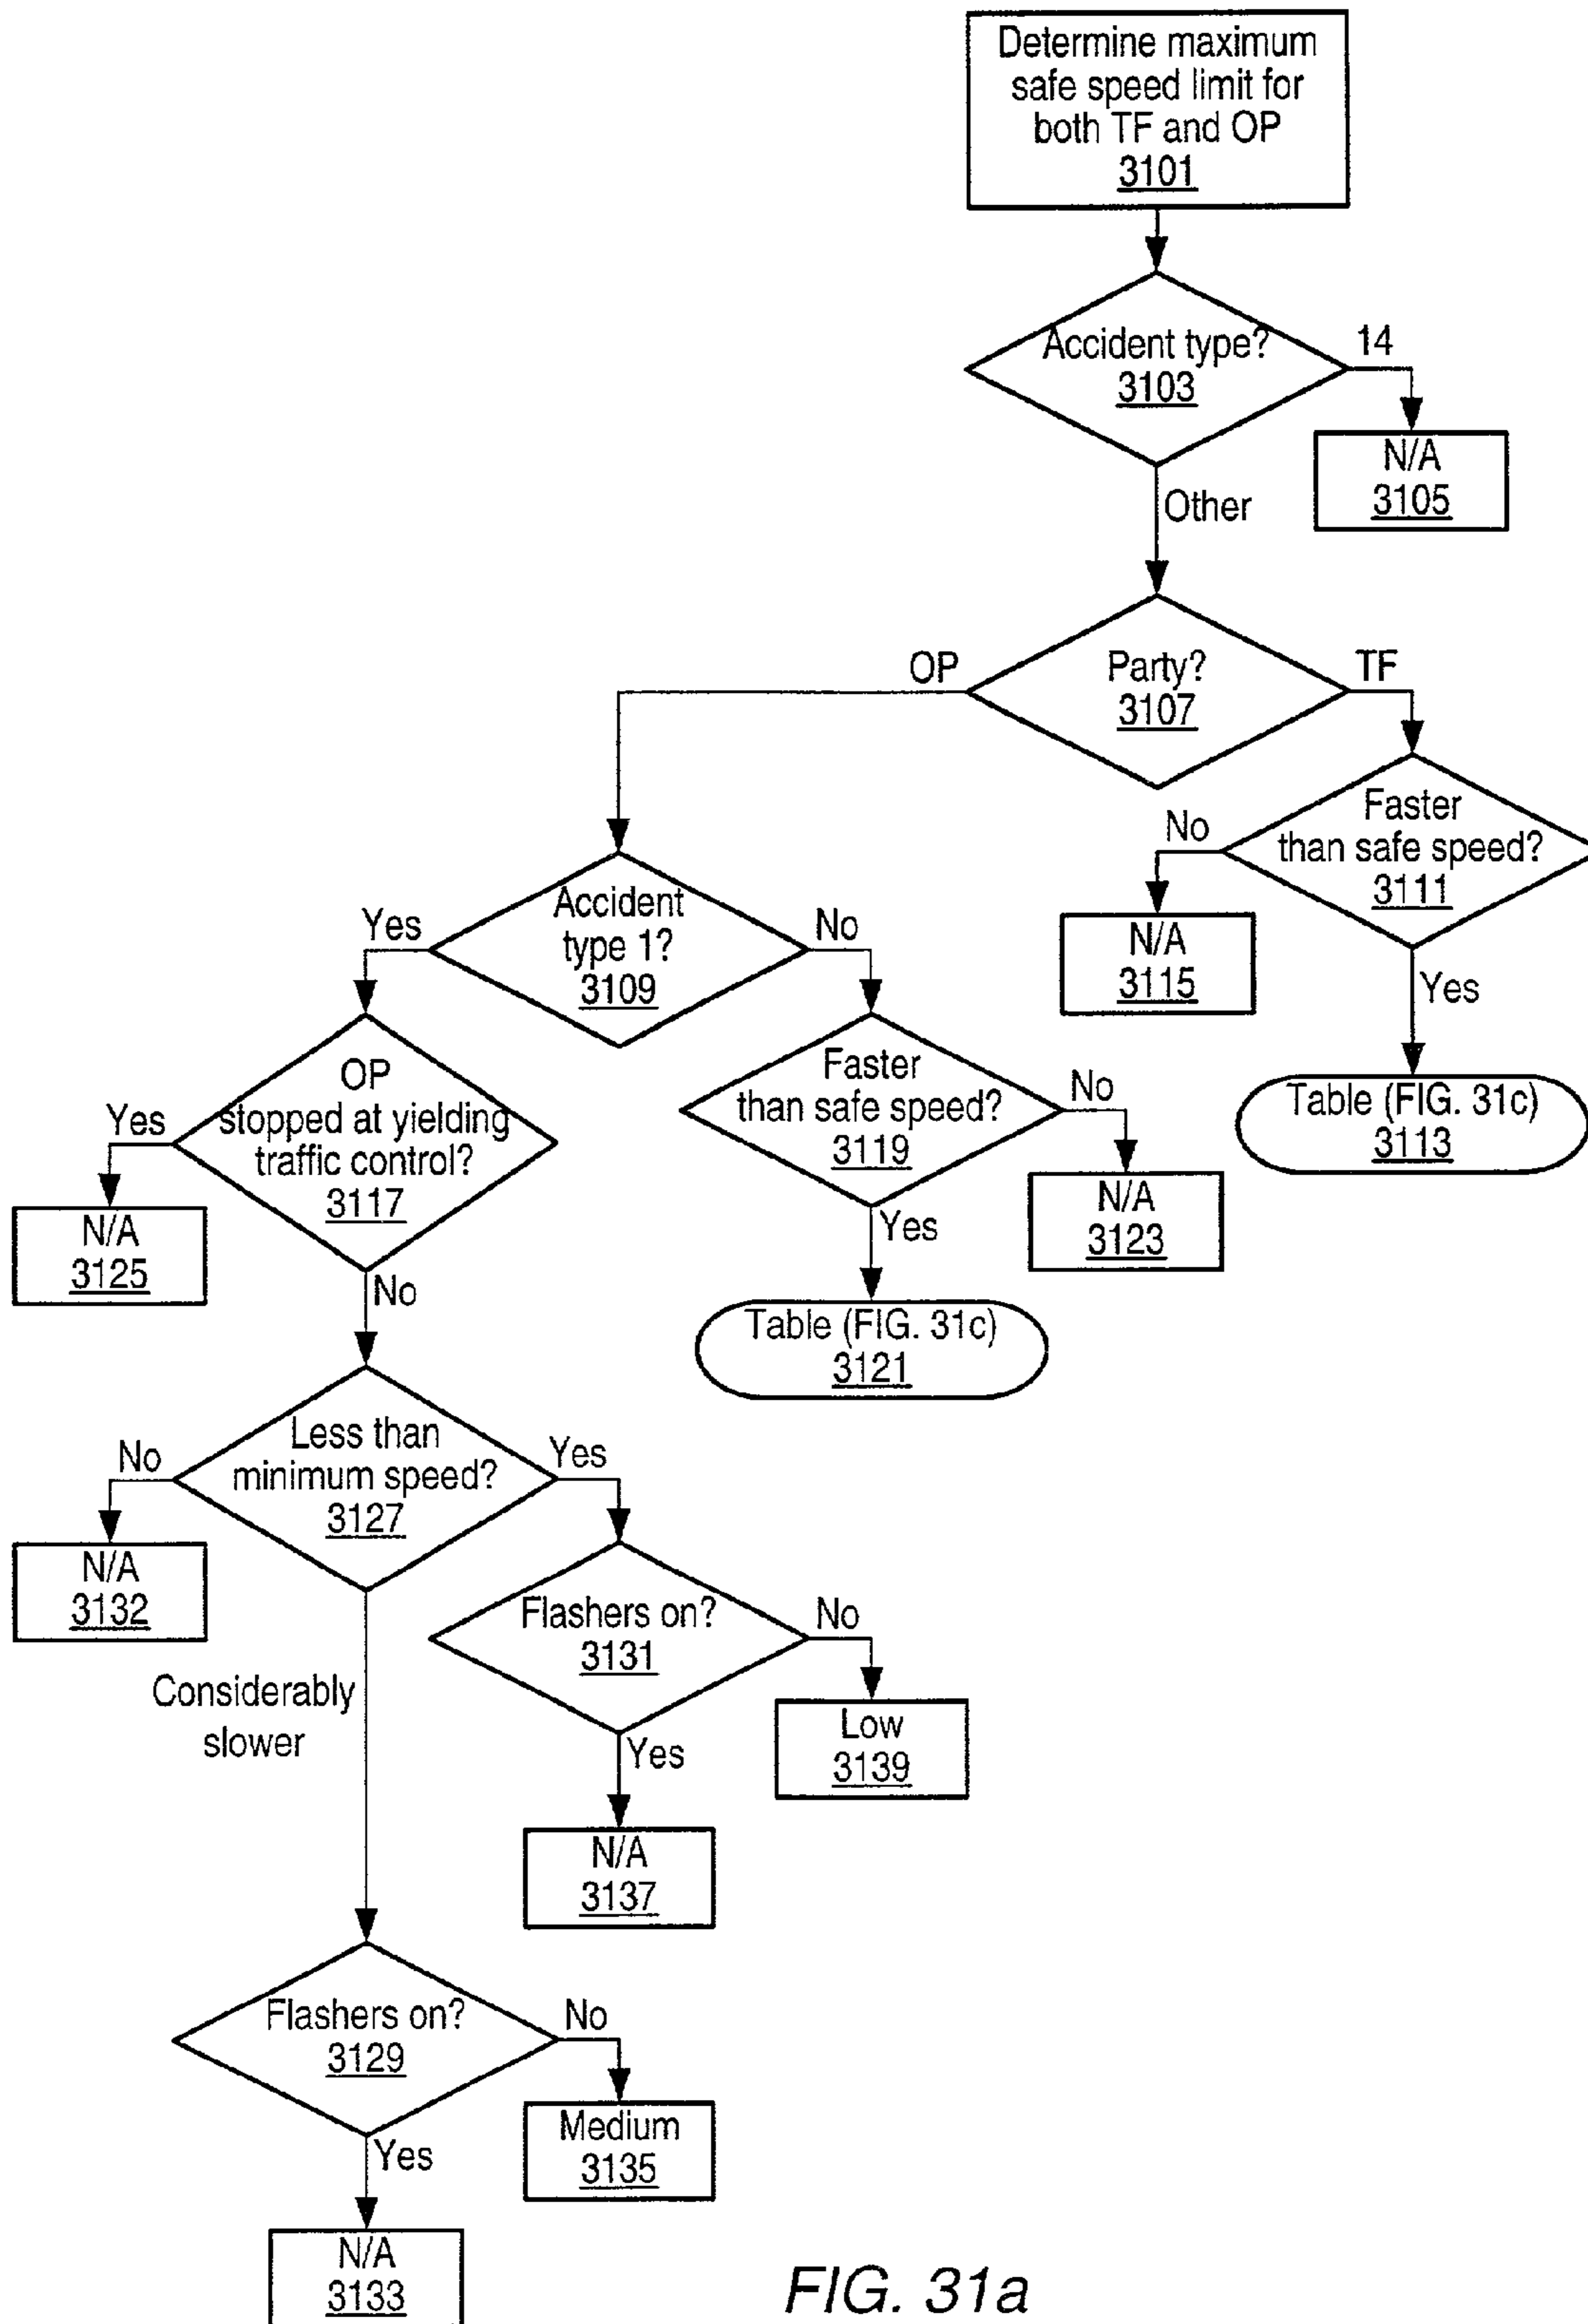 Determine maximum
safe speed limit for
both TF and OP
3101
Accident type?
3103
14
N/A
3105
Other
Party?
3107
OP
TF
Faster
than safe speed?
3111
No
N/A
3115
Yes
Table (FIG. 31c)
3113
Accident
type 1?
3109
Yes
No
OP
stopped at yielding
traffic control?
3117
Yes
N/A
3125
No
Faster
than safe speed?
3119
No
N/A
3123
Yes
Table (FIG. 31c)
3121
Less than
minimum speed?
3127
No
N/A
3132
Yes
Flashers on?
3131
No
Low
3139
Yes
N/A
3137
Considerably
slower
Flashers on?
3129
No
Medium
3135
Yes
N/A
3133
FIG. 31a